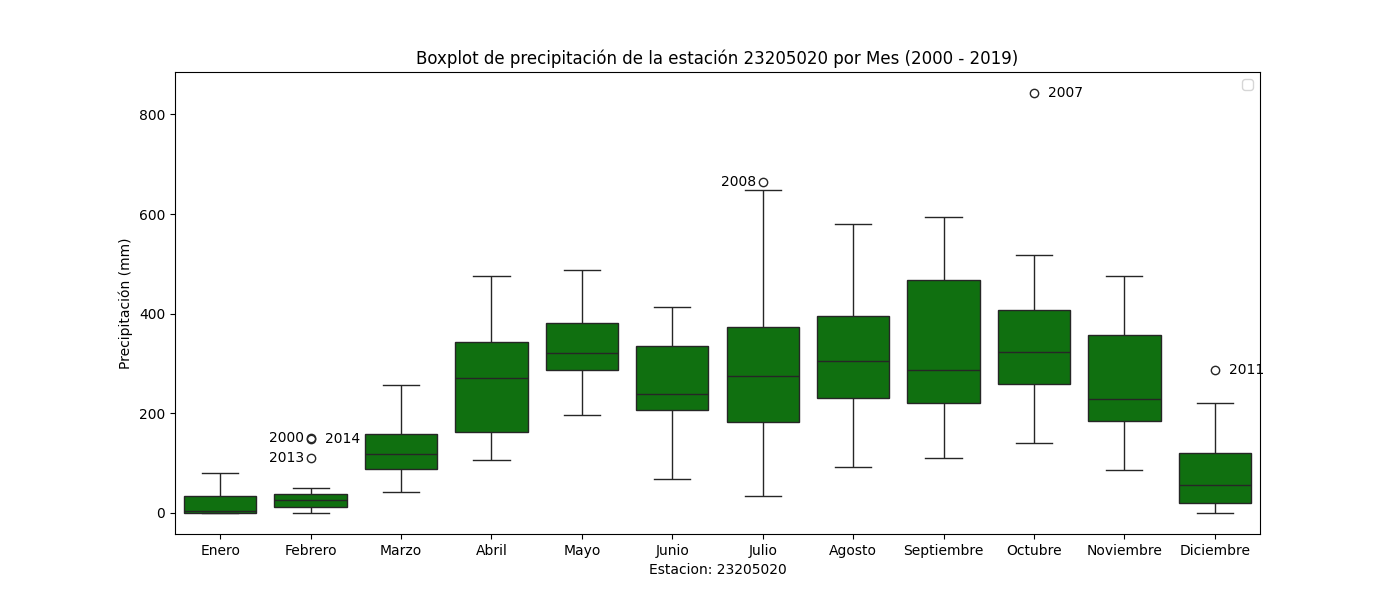 Boxplot de precipitación de la estación 23205020 por Mes (2000 - 2019)
Precipitación (mm)
800
600
400
200
0
2007
2008
2011
2000
2014
2013
Enero Febrero Marzo Abril Mayo Junio Julio Agosto Septiembre Octubre Noviembre Diciembre
Estacion: 23205020